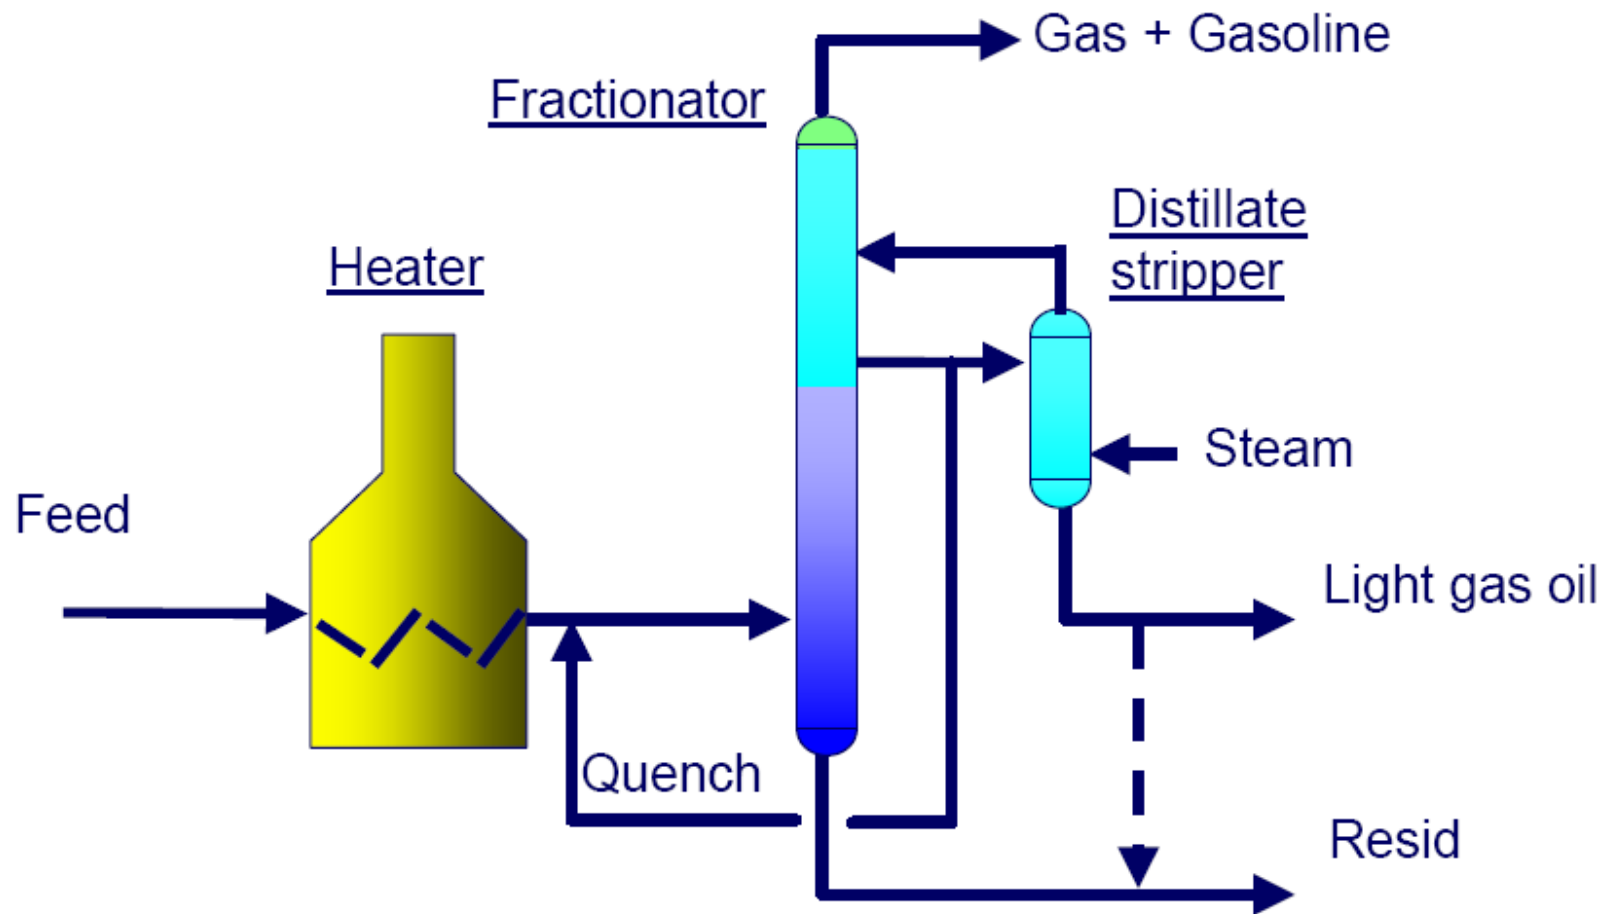 Gas + Gasoline
Fractionator
Distillate
stripper
Heater
Steam
Feed
Light gas oil
Quench
Resid